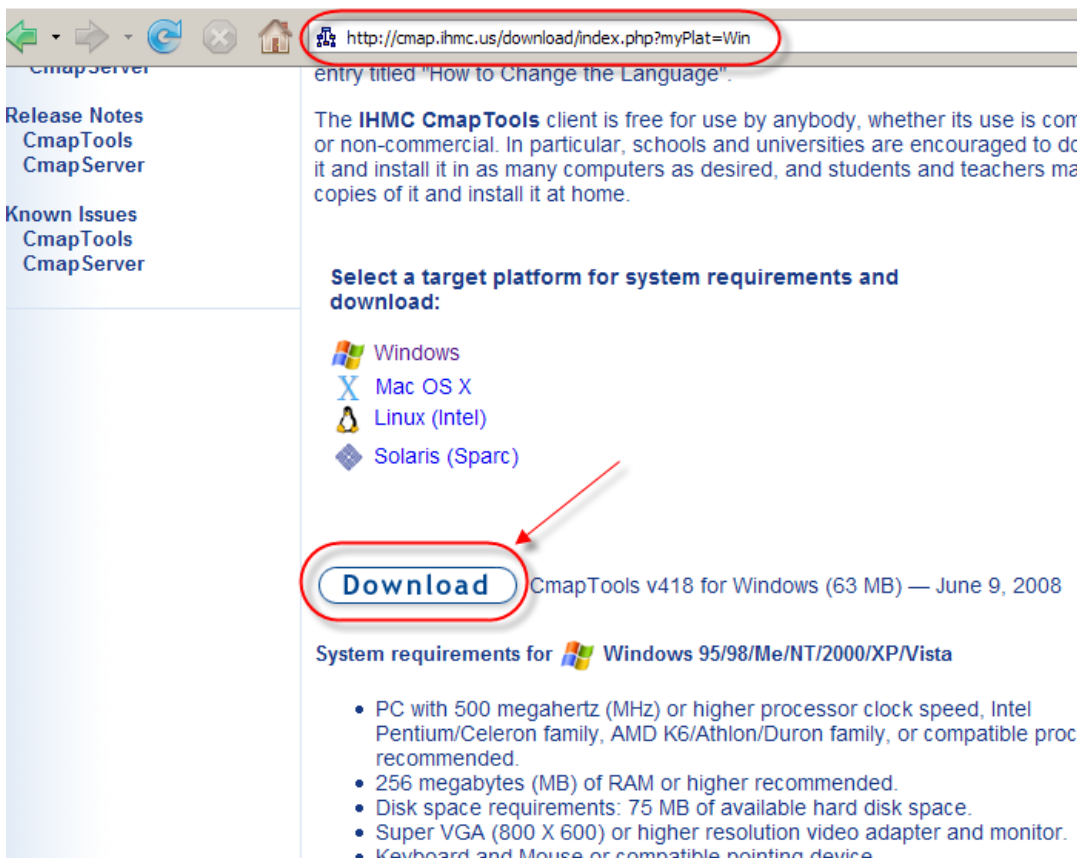 http://cmap.ihmc.us/download/index.php?myPlat=Win
CmapServer
Release Notes
CmapTools
CmapServer
Known Issues
CmapTools
CmapServer
entry titled "How to Change the Language".
The IHMC CmapTools client is free for use by anybody, whether its use is com
or non-commercial. In particular, schools and universities are encouraged to do
it and install it in as many computers as desired, and students and teachers ma
copies of it and install it at home.
Select a target platform for system requirements and
download:
Windows
Mac OS X
Linux (Intel)
Solaris (Sparc)
Download CmapTools v418 for Windows (63 MB) — June 9, 2008
System requirements for Windows 95/98/Me/NT/2000/XP/Vista
• PC with 500 megahertz (MHz) or higher processor clock speed, Intel
Pentium/Celeron family, AMD K6/Athlon/Duron family, or compatible proc
recommended.
• 256 megabytes (MB) of RAM or higher recommended.
• Disk space requirements: 75 MB of available hard disk space.
• Super VGA (800 X 600) or higher resolution video adapter and monitor.
• Keyboard and Mouse or compatible pointing device